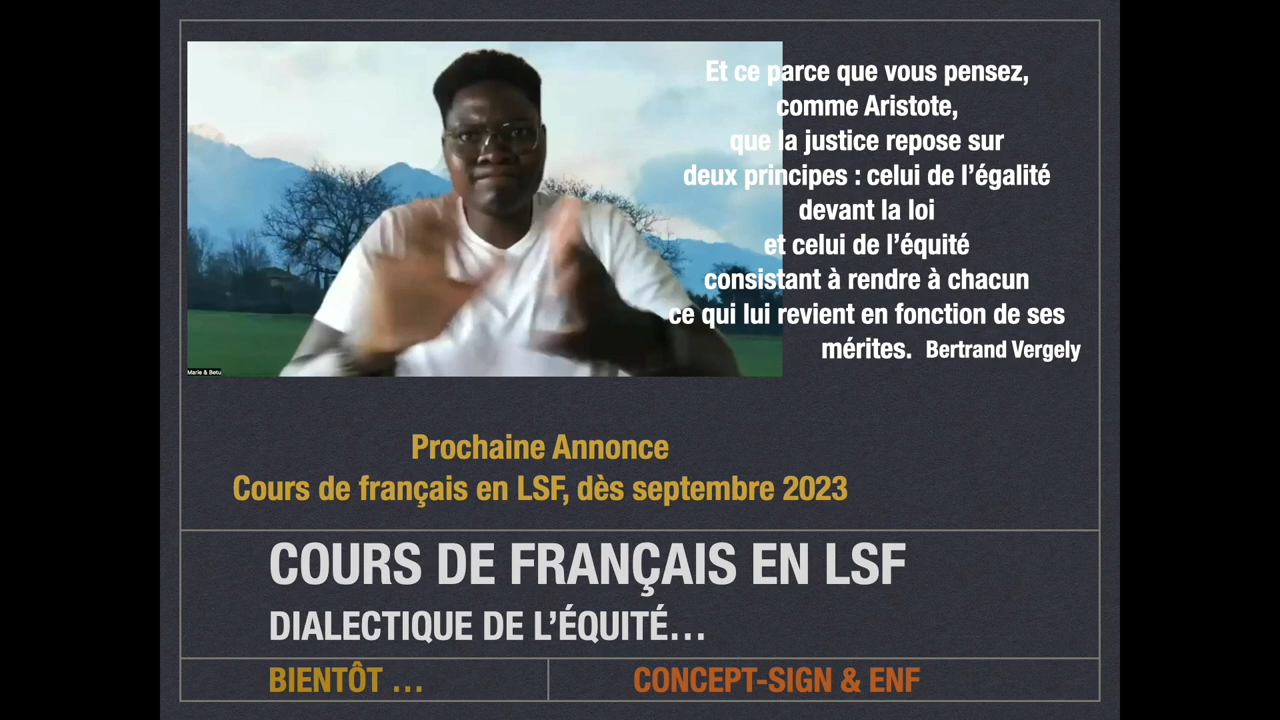 Et ce parce que vous pensez,
comme Aristote,
que la justice repose sur
deux principes : celui de l’égalité
devant la loi
et celui de l’équité
consistant à rendre à chacun
ce qui lui revient en fonction de ses
mérites. Bertrand Vergely
Marie & Betu
Prochaine Annonce
Cours de français en LSF, dès septembre 2023
COURS DE FRANÇAIS EN LSF
DIALECTIQUE DE L’ÉQUITÉ…
BIENTÔT …
CONCEPT-SIGN & ENF